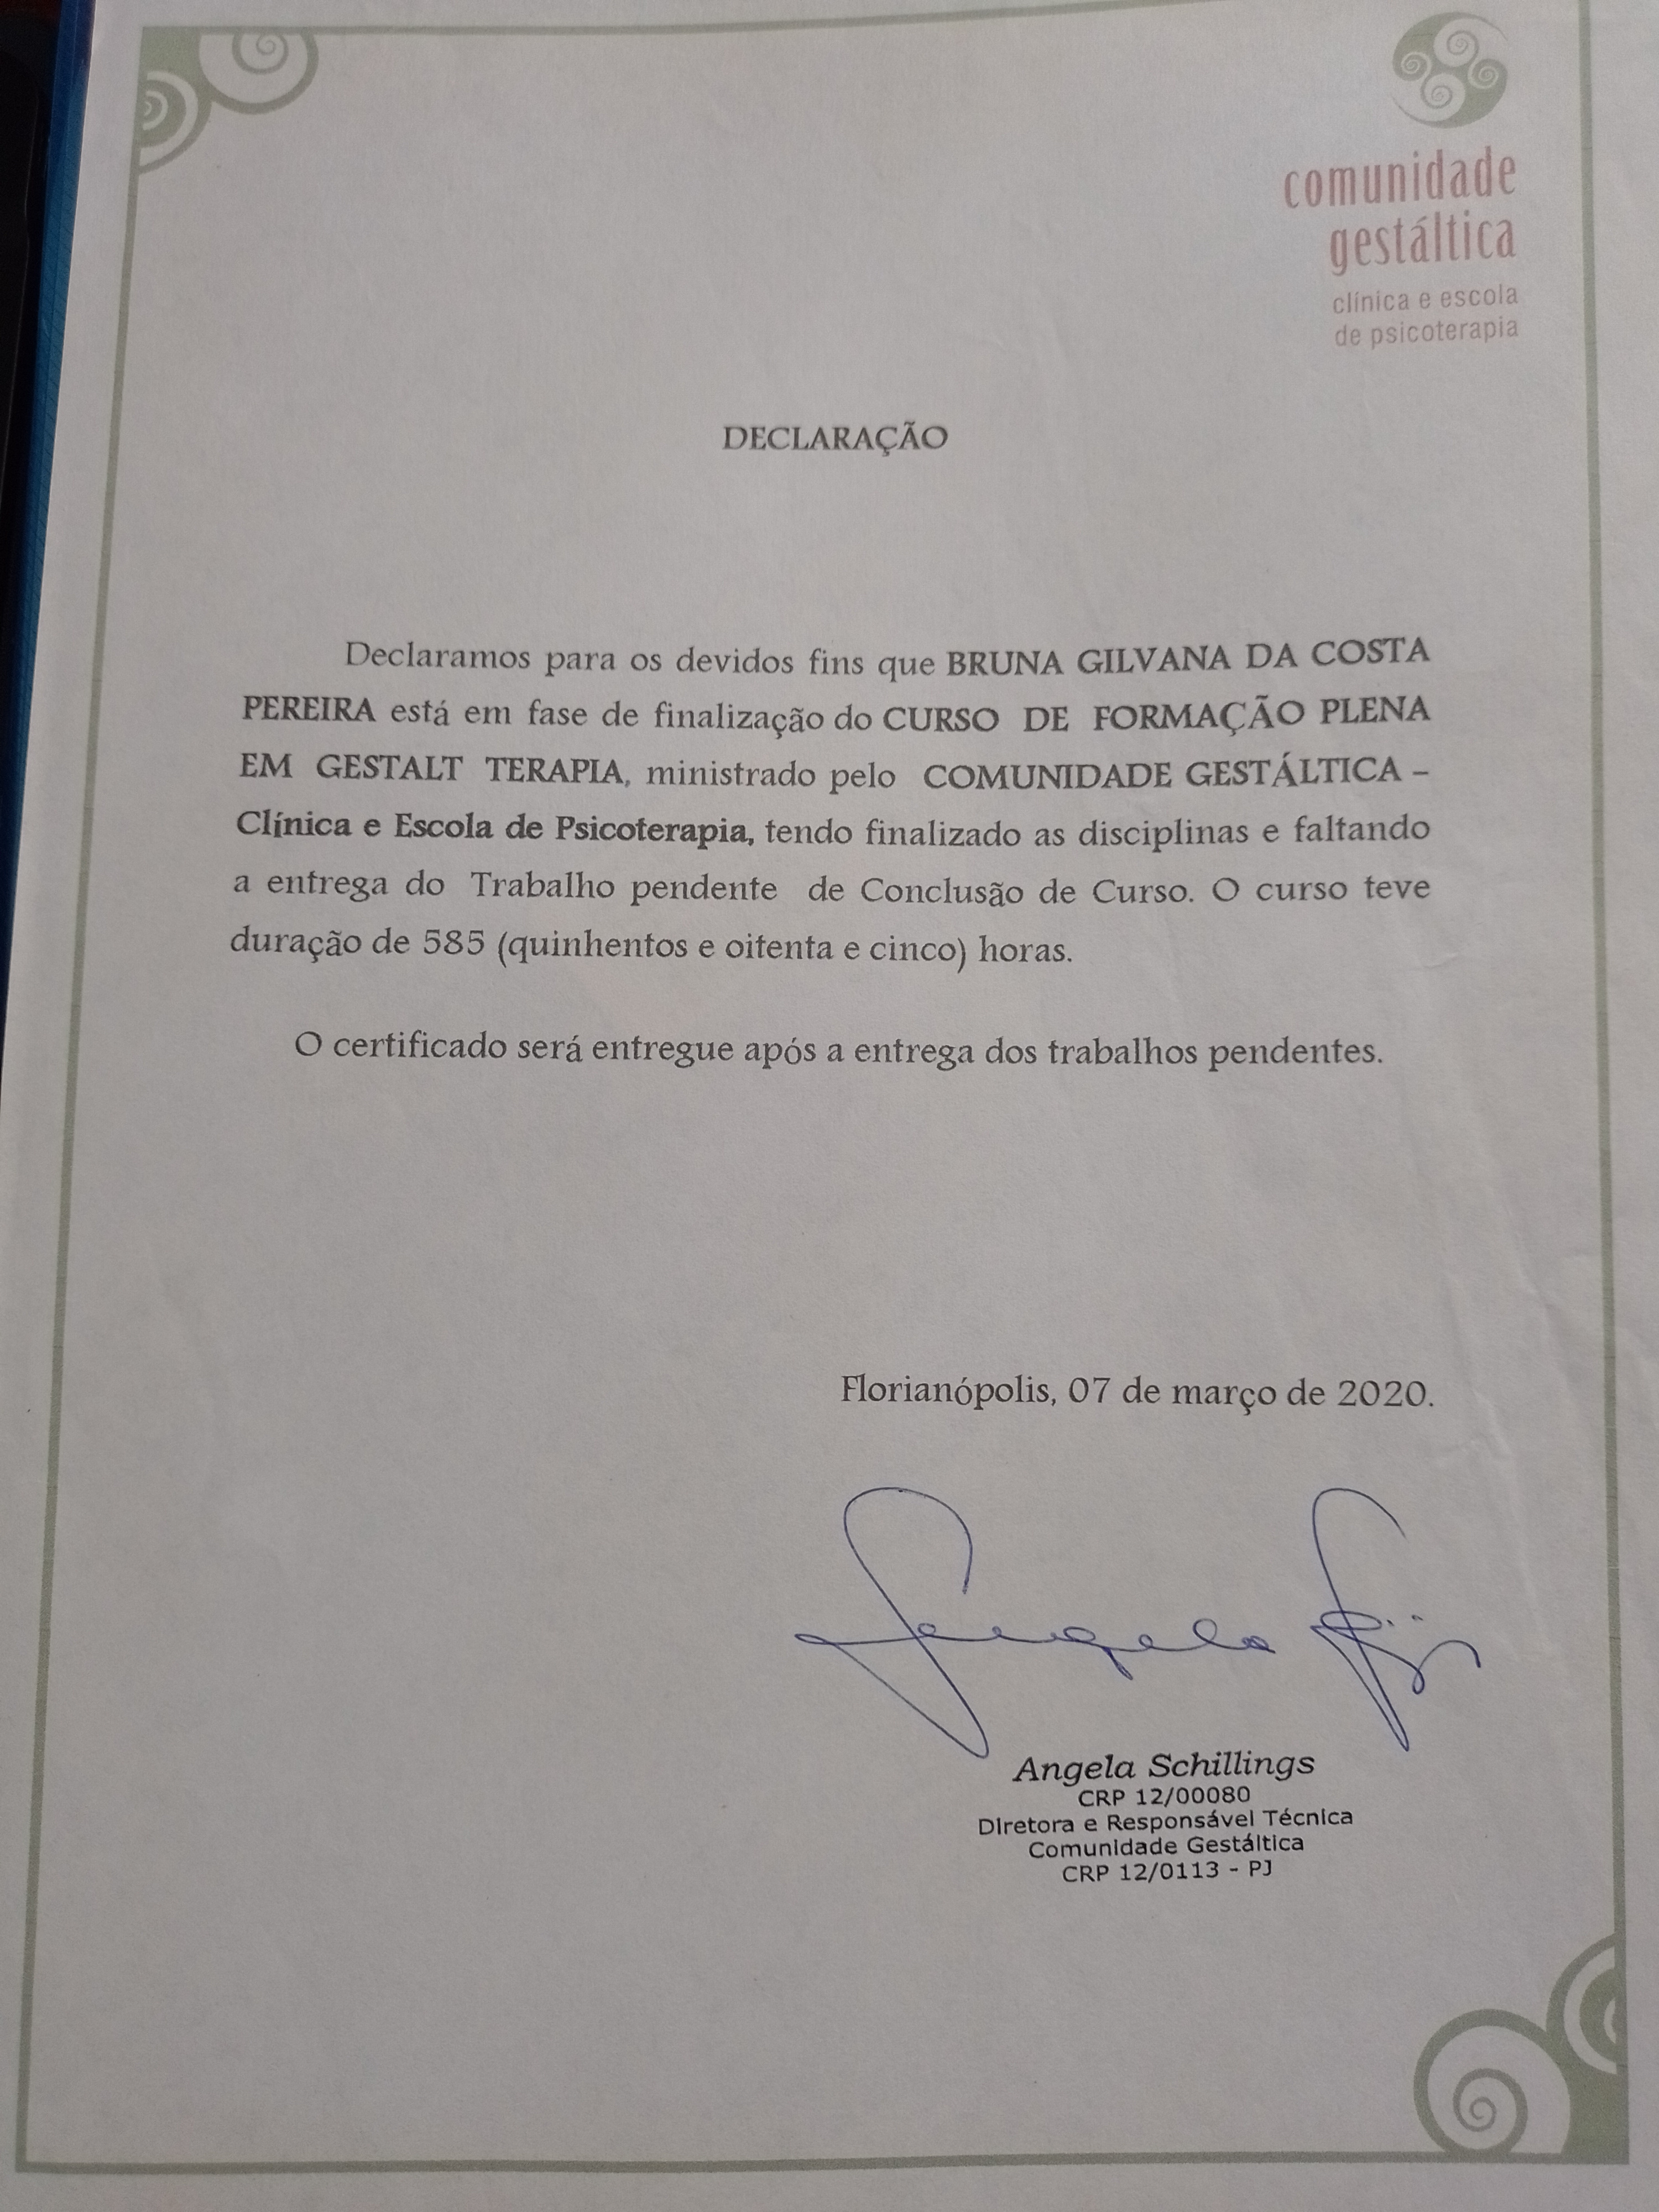 comunidade
gestáltica
clínica e escola
de psicoterapia
DECLARAÇÃO
Declaramos para os devidos fins que BRUNA GILVANA DA COSTA
PEREIRA está em fase de finalização do CURSO DE FORMAÇÃO PLENA
EM GESTALT TERAPIA, ministrado pelo COMUNIDADE GESTÁLTICA –
Clínica e Escola de Psicoterapia, tendo finalizado as disciplinas e faltando
a entrega do Trabalho pendente de Conclusão de Curso. O curso teve
duração de 585 (quinhentos e oitenta e cinco) horas.
O certificado será entregue após a entrega dos trabalhos pendentes.
Florianópolis, 07 de março de 2020.
Angela
Angela Schillings
CRP 12/00080
Diretora e Responsável Técnica
Comunidade Gestáltica
CRP 12/0113 - PJ